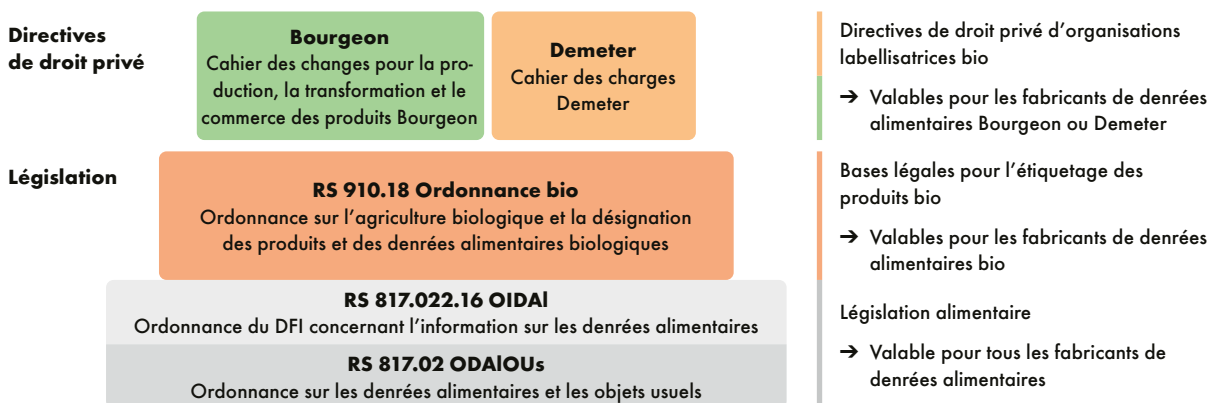 Directives
de droit privé
Bourgeon
Cahier des changes pour la pro-
duction, la transformation et le
commerce des produits Bourgeon
Demeter
Cahier des charges
Demeter
Directives de droit privé d’organisations
labellisatrices bio
➔ Valables pour les fabricants de denrées
alimentaires Bourgeon ou Demeter
Législation
RS 910.18 Ordonnance bio
Ordonnance sur l’agriculture biologique et la désignation
des produits et des denrées alimentaires biologiques
Bases légales pour l’étiquetage des
produits bio
➔ Valables pour les fabricants de denrées
alimentaires bio
RS 817.022.16 OIDAl
Ordonnance du DFI concernant l’information sur les denrées alimentaires
RS 817.02 ODAlOUs
Ordonnance sur les denrées alimentaires et les objets usuels
Législation alimentaire
➔ Valable pour tous les fabricants de
denrées alimentaires